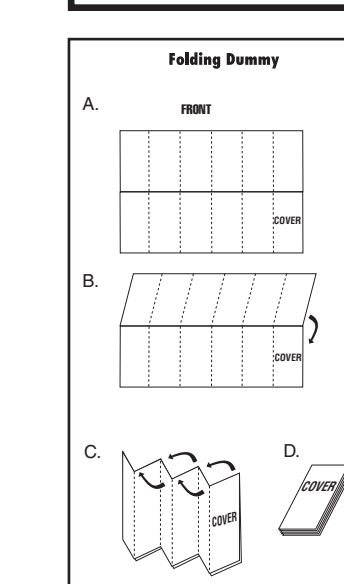 Folding Dummy
A.
FRONT
COVER
B.
COVER
C.
COVER
D.
COVER